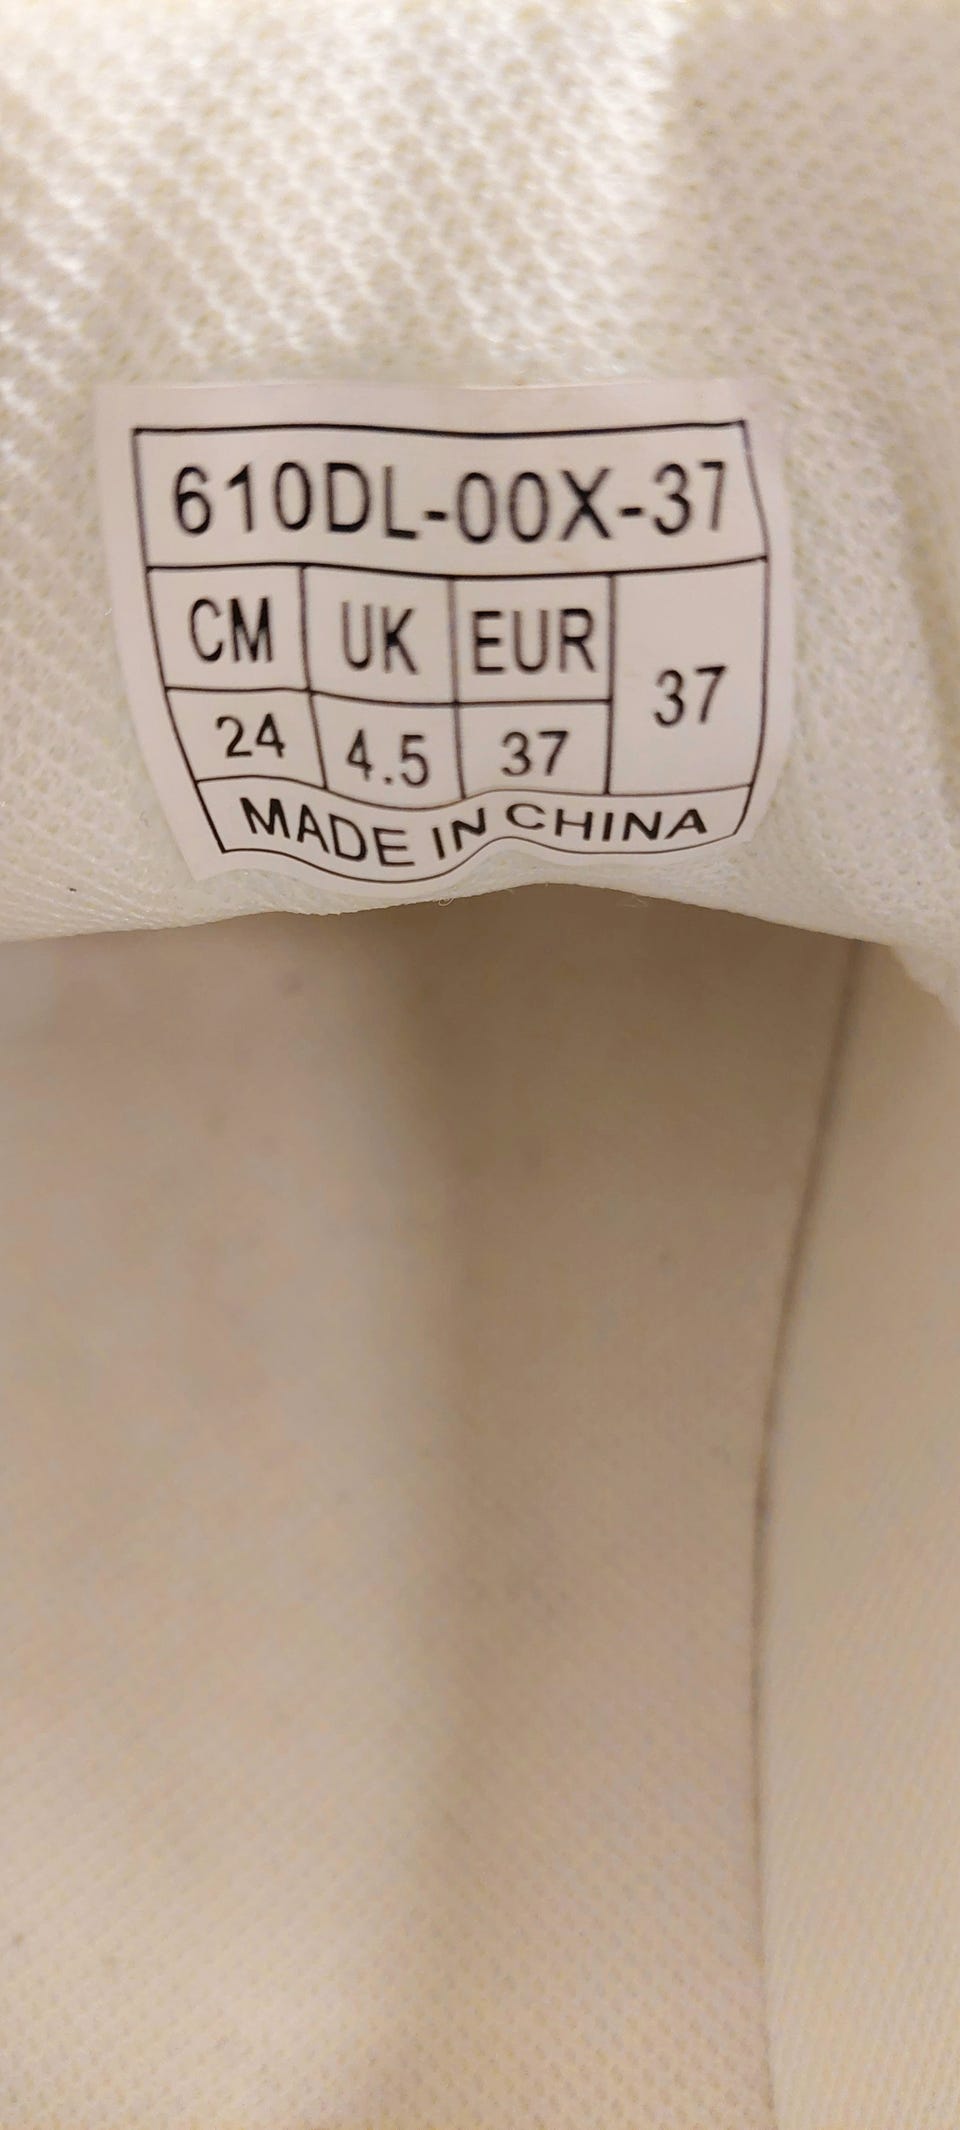 610DL-00X-37
CM UK EUR 37
24 4.5 37
MADE IN CHINA